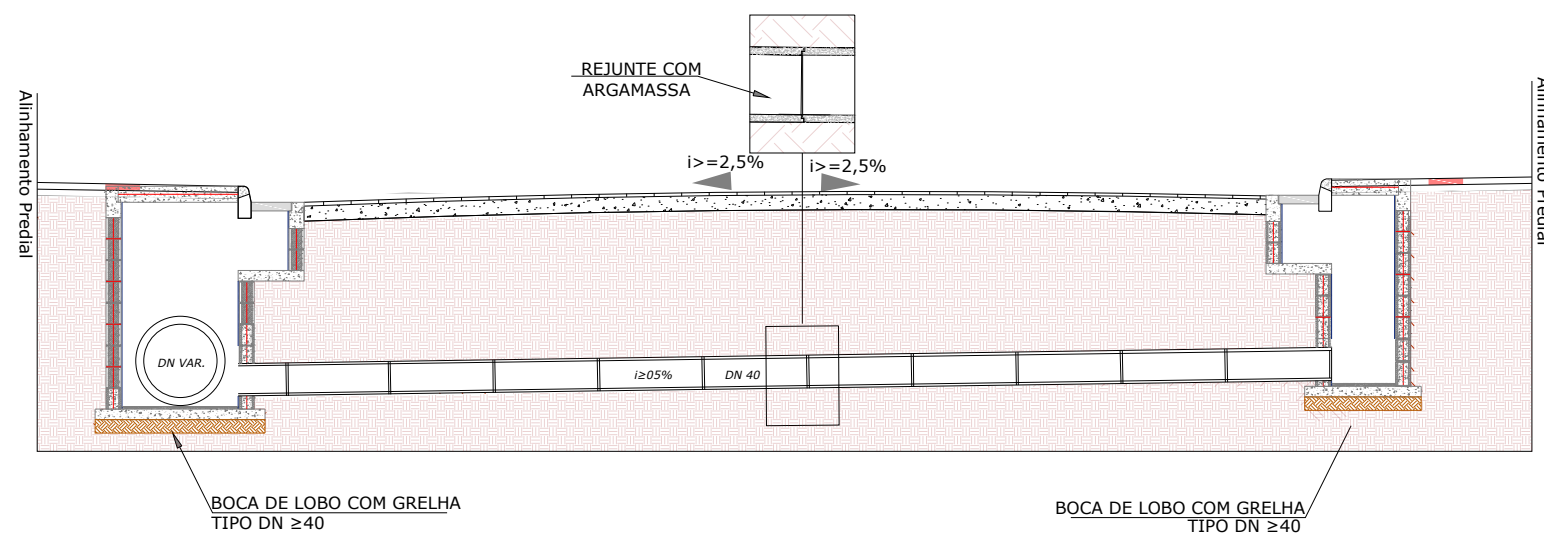 REJUNTE COM
ARGAMASSA
i>=2,5%
i>=2,5%
Alinhamento Predial
Alinhamento Predial
DN VAR.
i≥05%
DN 40
BOCA DE LOBO COM GRELHA
TIPO DN ≥40
BOCA DE LOBO COM GRELHA
TIPO DN ≥40